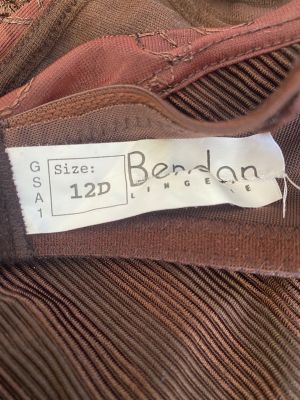 GSA1
Size:
12D
Bendon
LINGERIE